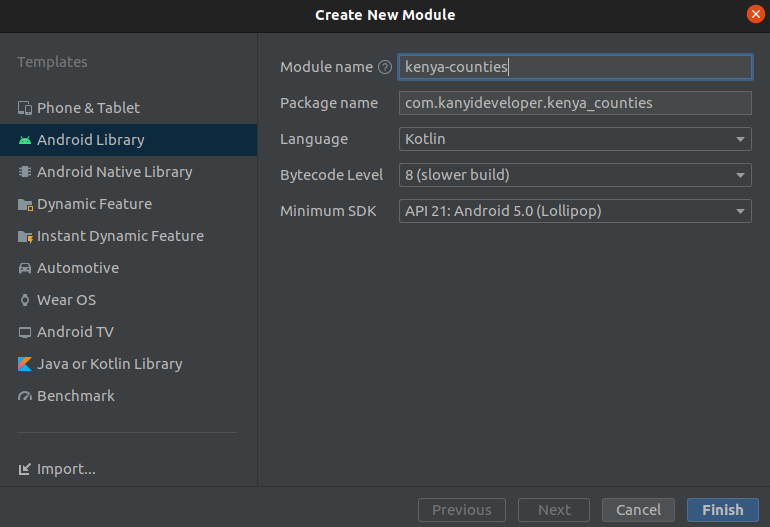 Create New Module
Templates
Phone & Tablet
Android Library
Android Native Library
Dynamic Feature
Instant Dynamic Feature
Automotive
Wear OS
Android TV
Java or Kotlin Library
Benchmark
Import...
Module name ? kenya-counties
Package name com.kanyideveloper.kenya_counties
Language Kotlin
Bytecode Level 8 (slower build)
Minimum SDK API 21: Android 5.0 (Lollipop)
Previous Next Cancel Finish